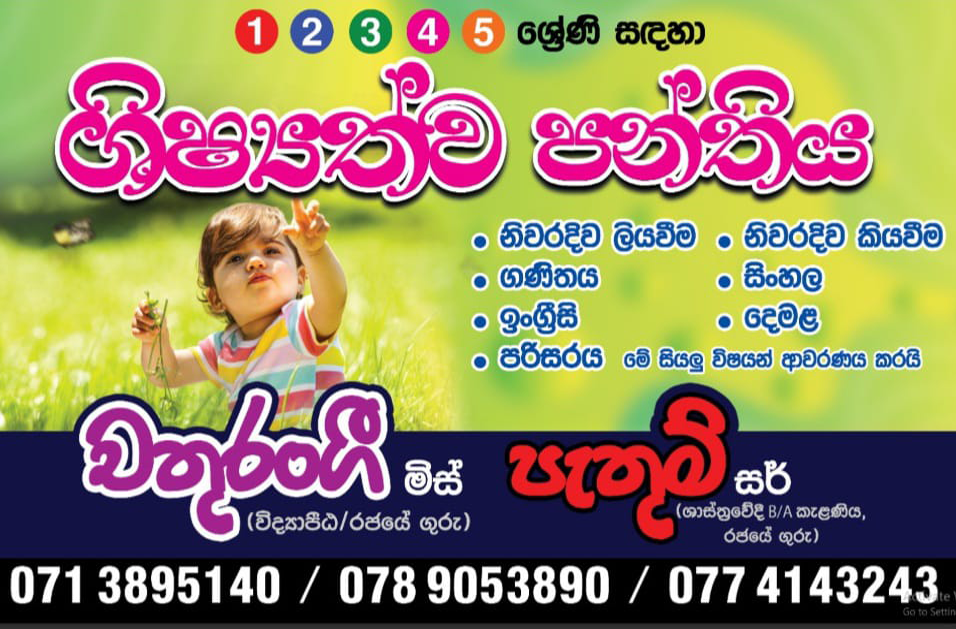 1 2 3 4 5 ශ්‍රේණි සඳහා
ශිෂ්‍යත්ව පන්තිය
• නිවරදිව ලියවීම • නිවරදිව කියවීම
• ගණිතය • සිංහල
• ඉංග්‍රීසි • දෙමළ
• පරිසරය මේ සියලු විෂයන් ආවරණය කරයි
චතුරංගී මිස් පැතුම් සර්
(විද්‍යාපීඨ/රජයේ ගුරු) (ශාස්ත්‍රවේදී B/A කැළණිය,
රජයේ ගුරු)
071 3895140 / 078 9053890 / 077 4143243